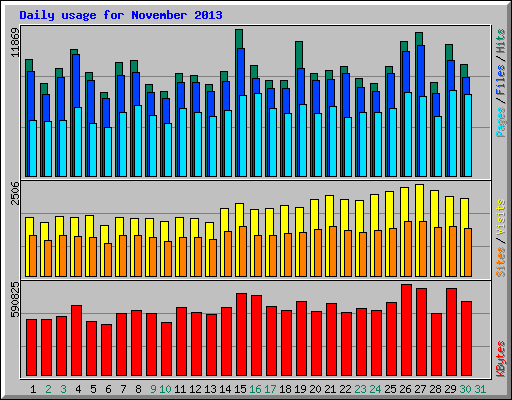 Daily usage for November 2013
11869
Pages / Files / Hits
2506
Sites / Visits
590825
KBytes
1 2 3 4 5 6 7 8 9 10 11 12 13 14 15 16 17 18 19 20 21 22 23 24 25 26 27 28 29 30 31